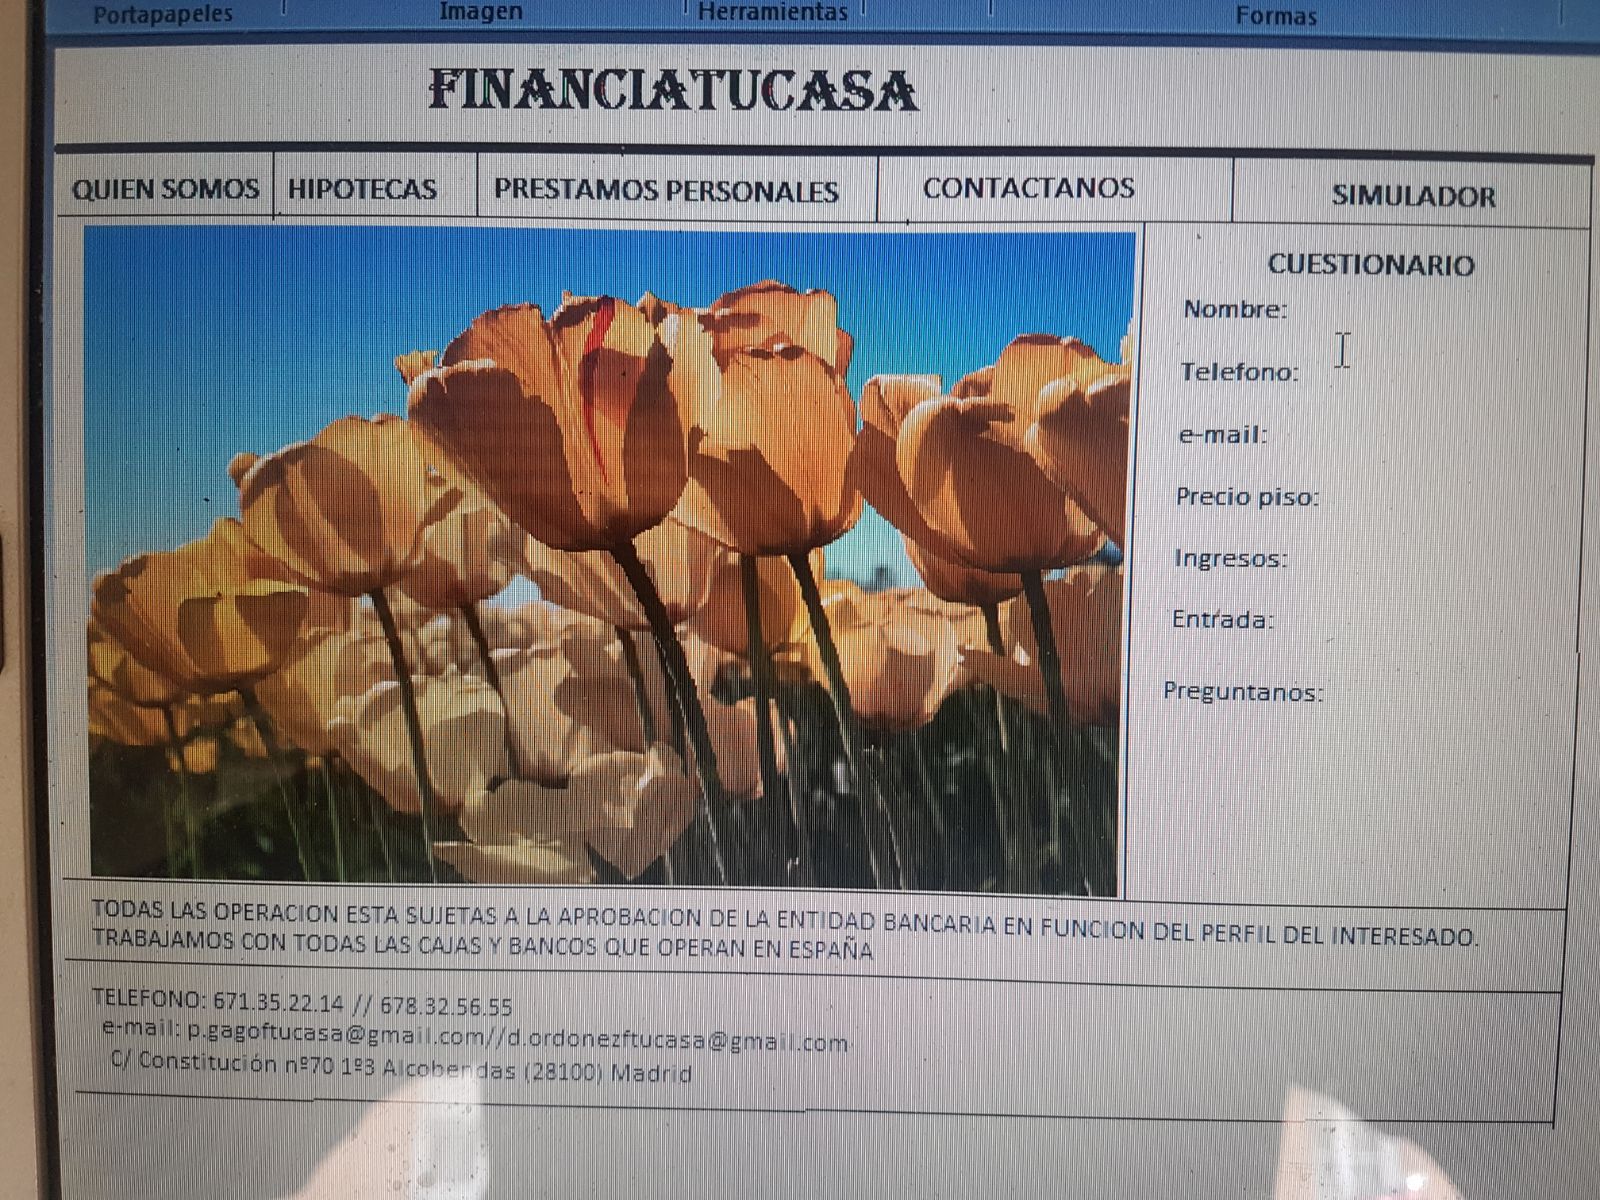 Portapapeles
Imagen
Herramientas
Formas
FINANCIATUCASA
QUIEN SOMOS
HIPOTECAS
PRESTAMOS PERSONALES
CONTACTANOS
SIMULADOR
CUESTIONARIO
Nombre:
Telefono:
e-mail:
Precio piso:
Ingresos:
Entrada:
Preguntanos:
TODAS LAS OPERACION ESTA SUJETAS A LA APROBACION DE LA ENTIDAD BANCARIA EN FUNCION DEL PERFIL DEL INTERESADO.
TRABAJAMOS CON TODAS LAS CAJAS Y BANCOS QUE OPERAN EN ESPAÑA
TELEFONO: 671.35.22.14 // 678.32.56.55
e-mail: p.gagoftucasa@gmail.com//d.ordonezftucasa@gmail.com
C/ Constitución nº70 1º3 Alcobendas (28100) Madrid